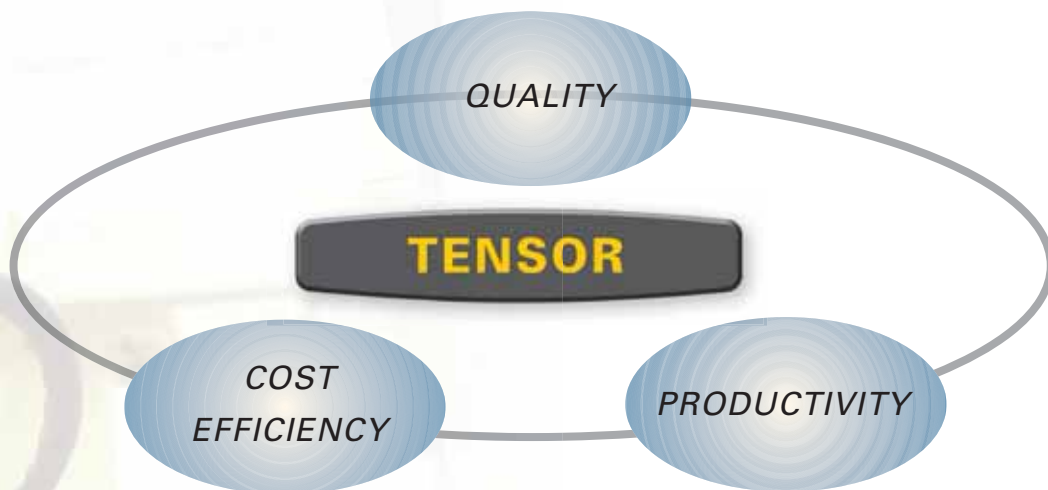 QUALITY
TENSOR
COST
EFFICIENCY
PRODUCTIVITY